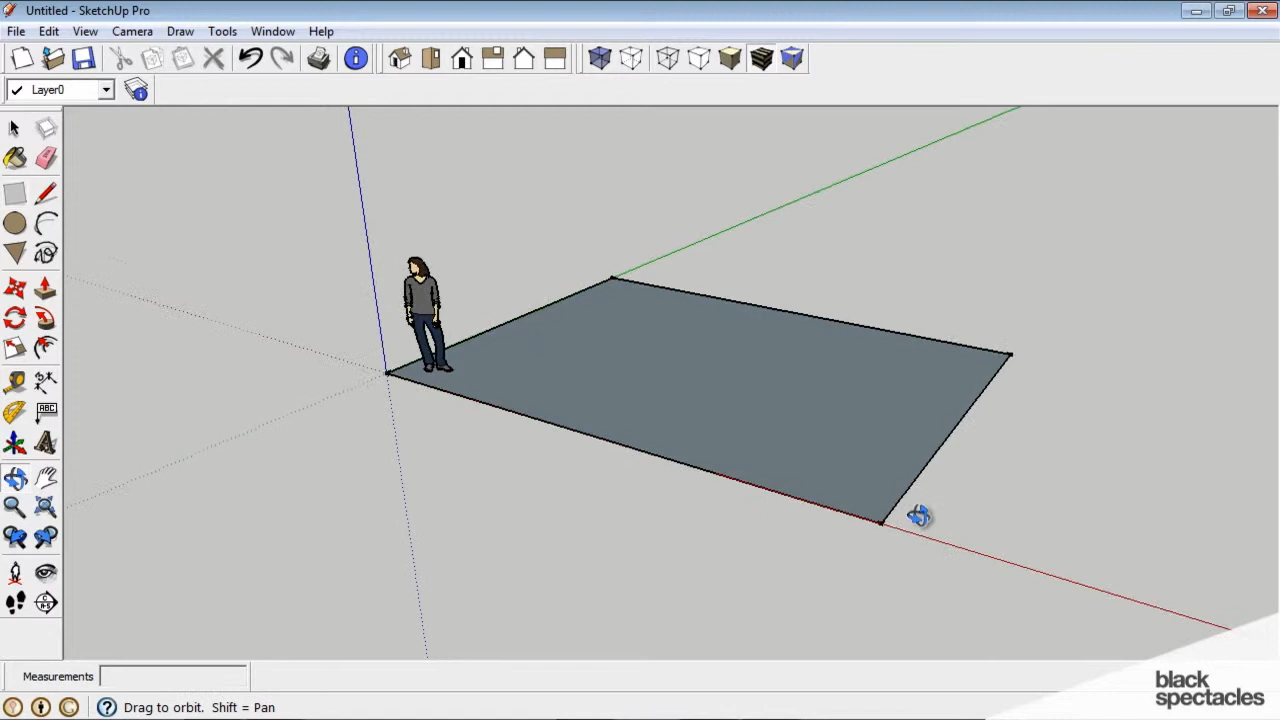 Untitled - SketchUp Pro
File Edit View Camera Draw Tools Window Help
Layer0
ABC
Measurements
Drag to orbit. Shift = Pan
black
spectacles